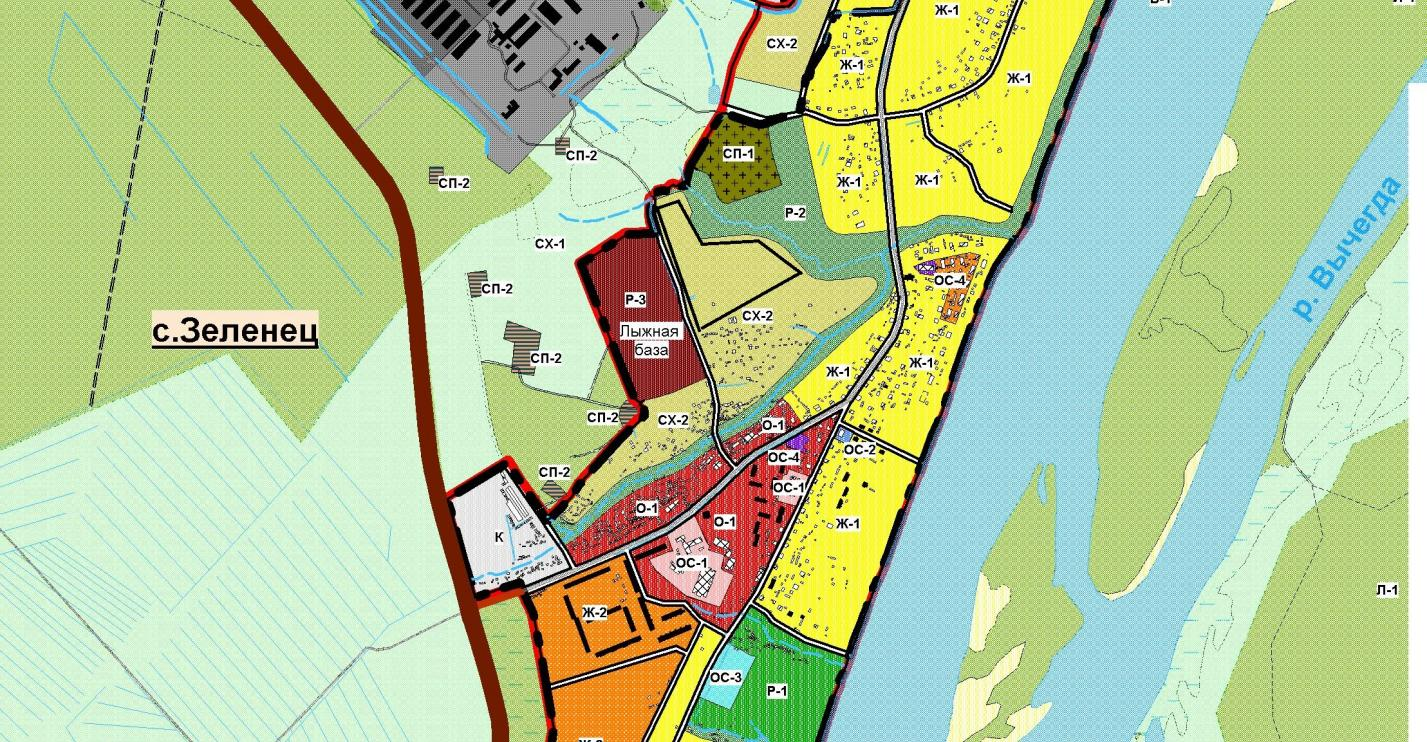 Ж-1
СХ-2
Ж-1
Ж-1
СП-2
СП-1
СП-2
Ж-1
Ж-1
Р-2
СХ-1
р. Вычегда
ОС-4
СП-2
Р-3
СХ-2
с.Зеленец
Лыжная
база
СП-2
Ж-1
Ж-1
СП-2
СХ-2
О-1
ОС-2
ОС-4
СП-2
ОС-1
О-1
О-1
Ж-1
К
ОС-1
Л-1
Ж-2
ОС-3
Р-1